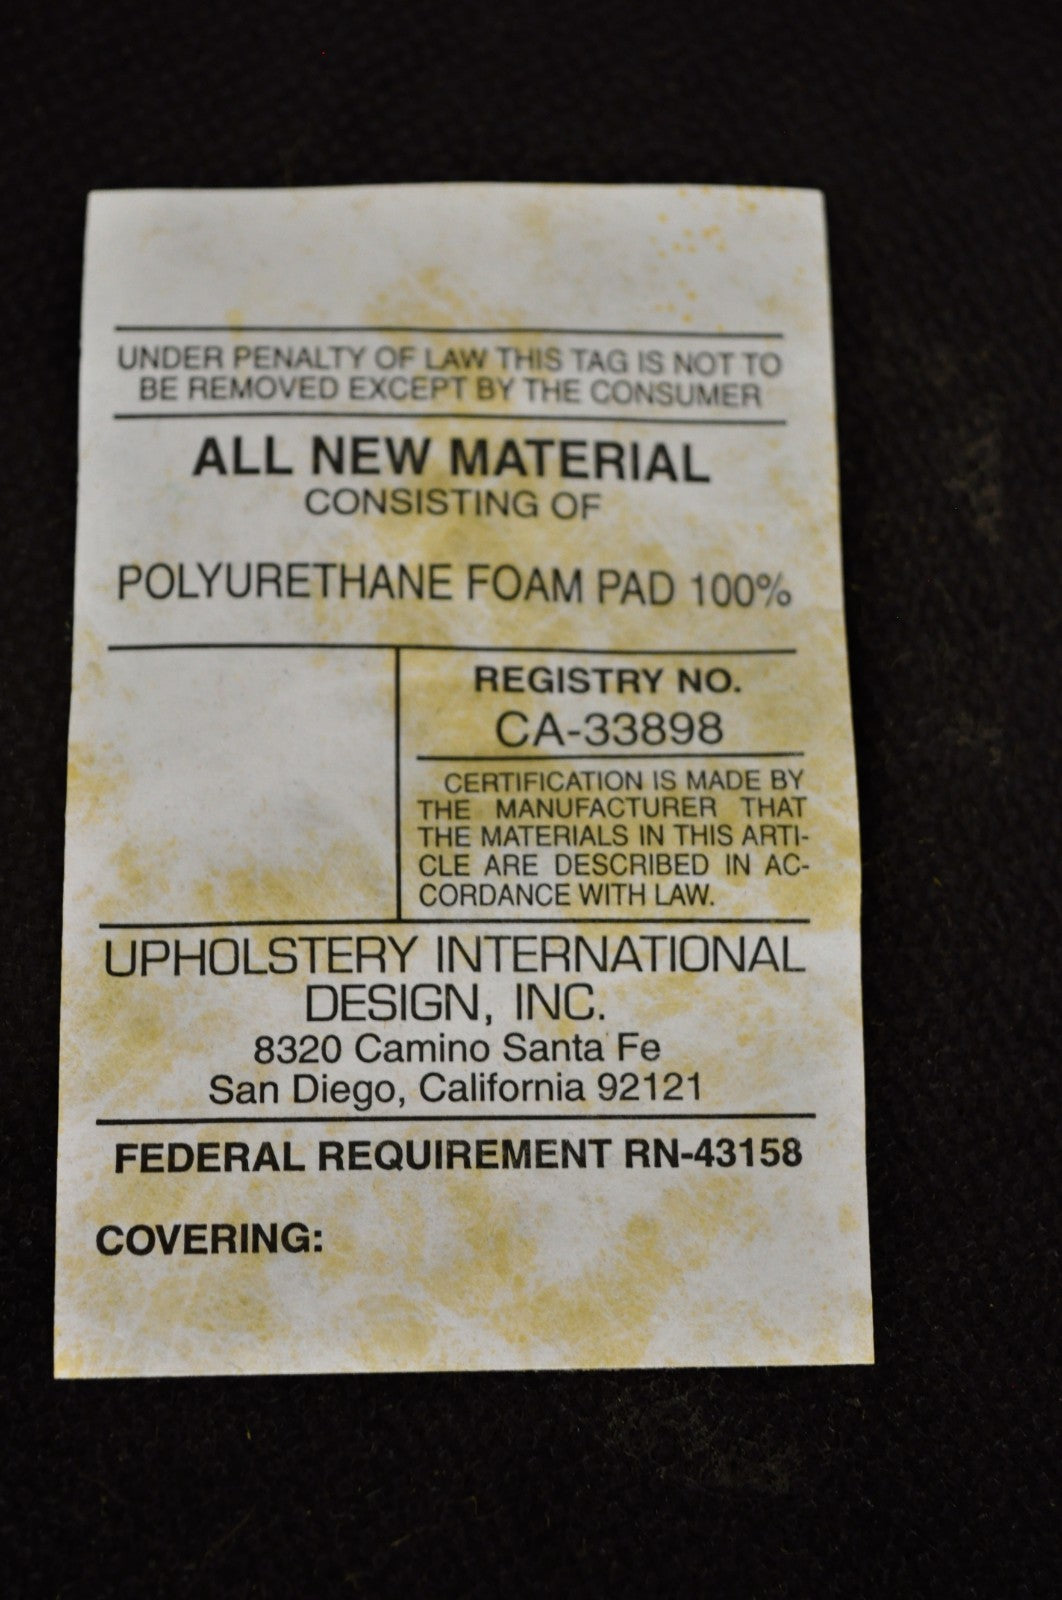 UNDER PENALTY OF LAW THIS TAG IS NOT TO
BE REMOVED EXCEPT BY THE CONSUMER
ALL NEW MATERIAL
CONSISTING OF
POLYURETHANE FOAM PAD 100%
REGISTRY NO.
CA-33898
CERTIFICATION IS MADE BY
THE MANUFACTURER THAT
THE MATERIALS IN THIS ARTI-
CLE ARE DESCRIBED IN AC-
CORDANCE WITH LAW.
UPHOLSTERY INTERNATIONAL
DESIGN, INC.
8320 Camino Santa Fe
San Diego, California 92121
FEDERAL REQUIREMENT RN-43158
COVERING: